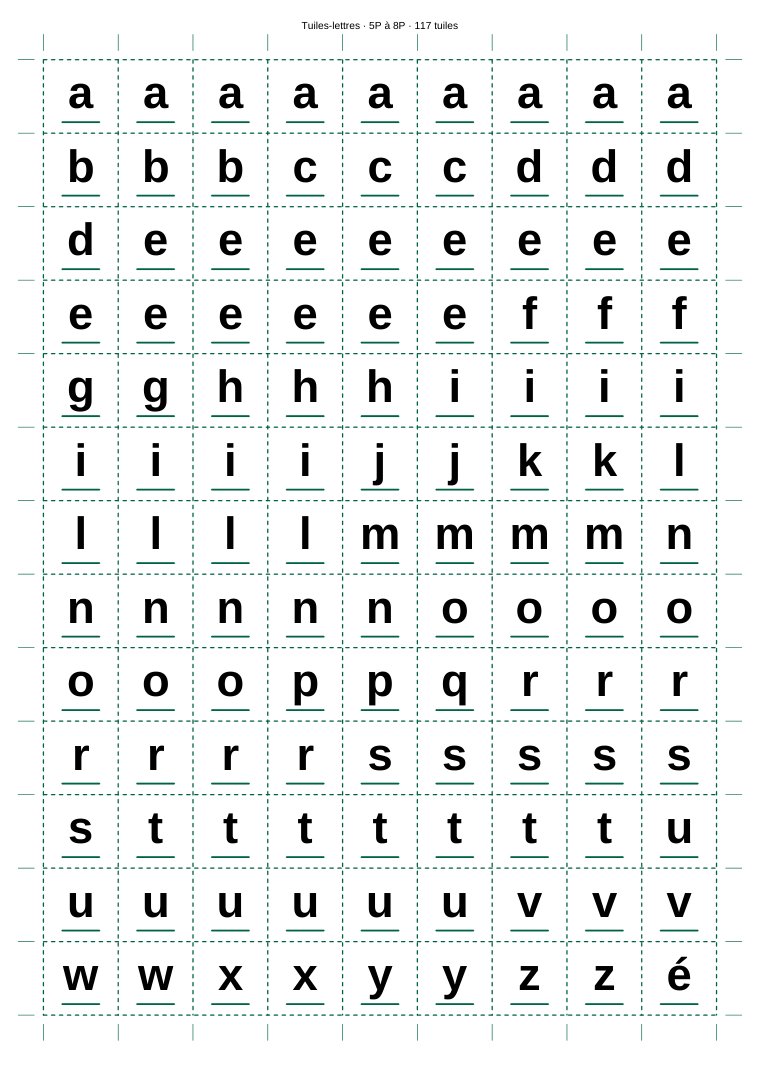 Tuiles-lettres · 5P à 8P · 117 tuiles
a a a a a a a a a
b b b c c c d d d
d e e e e e e e e
e e e e e e f f f
g g h h h i i i i
i i i i j j k k l
l l l l m m m m n
n n n n n o o o o
o o o p p q r r r
r r r r s s s s s
s t t t t t t t u
u u u u u u v v v
w w x x y y z z é